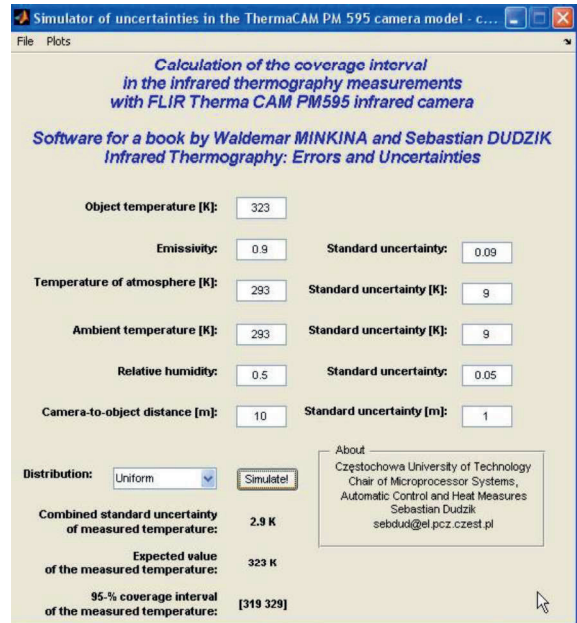 Simulator of uncertainties in the ThermaCAM PM 595 camera model - c...
File Plots
Calculation of the coverage interval
in the infrared thermography measurements
with FLIR Therma CAM PM595 infrared camera
Software for a book by Waldemar MINKINA and Sebastian DUDZIK
Infrared Thermography: Errors and Uncertainties
Object temperature [K]: 323
Emissivity: 0.9 Standard uncertainty: 0.09
Temperature of atmosphere [K]: 293 Standard uncertainty [K]: 9
Ambient temperature [K]: 293 Standard uncertainty [K]: 9
Relative humidity: 0.5 Standard uncertainty: 0.05
Camera-to-object distance [m]: 10 Standard uncertainty [m]: 1
Distribution: Uniform Simulate!
Combined standard uncertainty
of measured temperature: 2.9 K
Expected value
of the measured temperature: 323 K
95-% coverage interval
of the measured temperature: [319 329]
About
Częstochowa University of Technology
Chair of Microprocessor Systems,
Automatic Control and Heat Measures
Sebastian Dudzik
sebdud@el.pcz.czest.pl